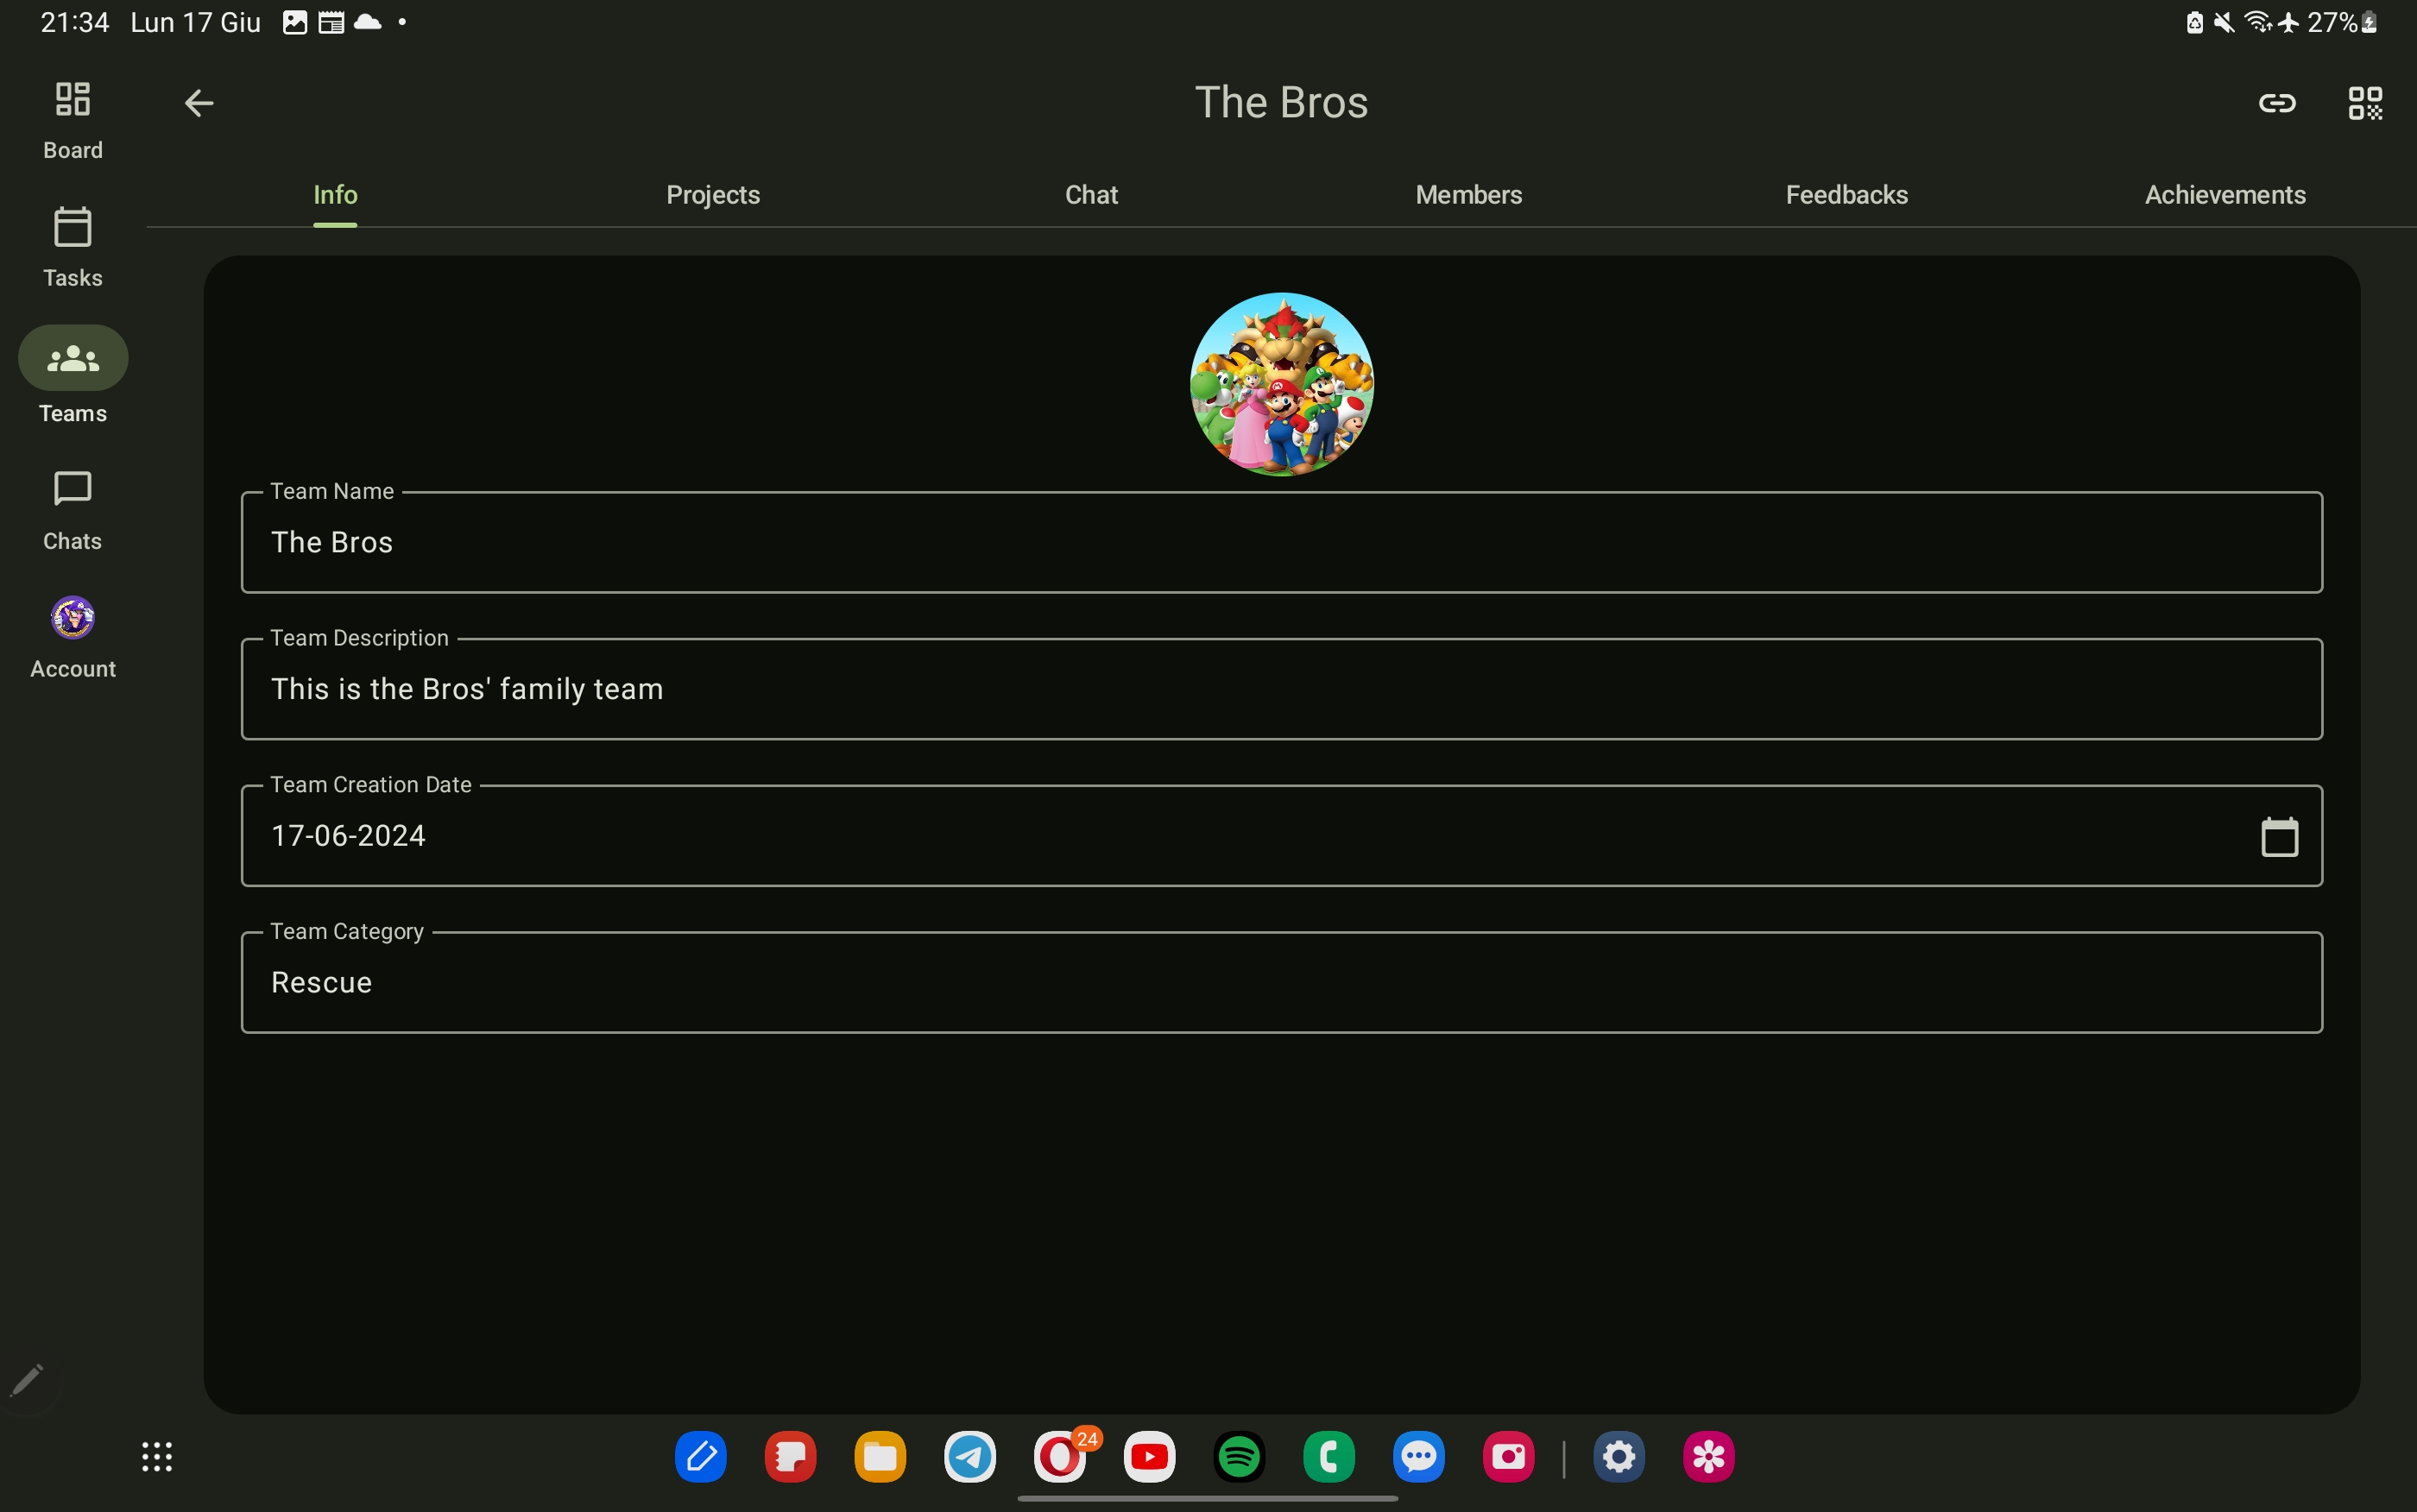 21:34 Lun 17 Giu
27%
Board
Tasks
Teams
Chats
Account
The Bros
Info Projects Chat Members Feedbacks Achievements
Team Name
The Bros
Team Description
This is the Bros' family team
Team Creation Date
17-06-2024
Team Category
Rescue
24